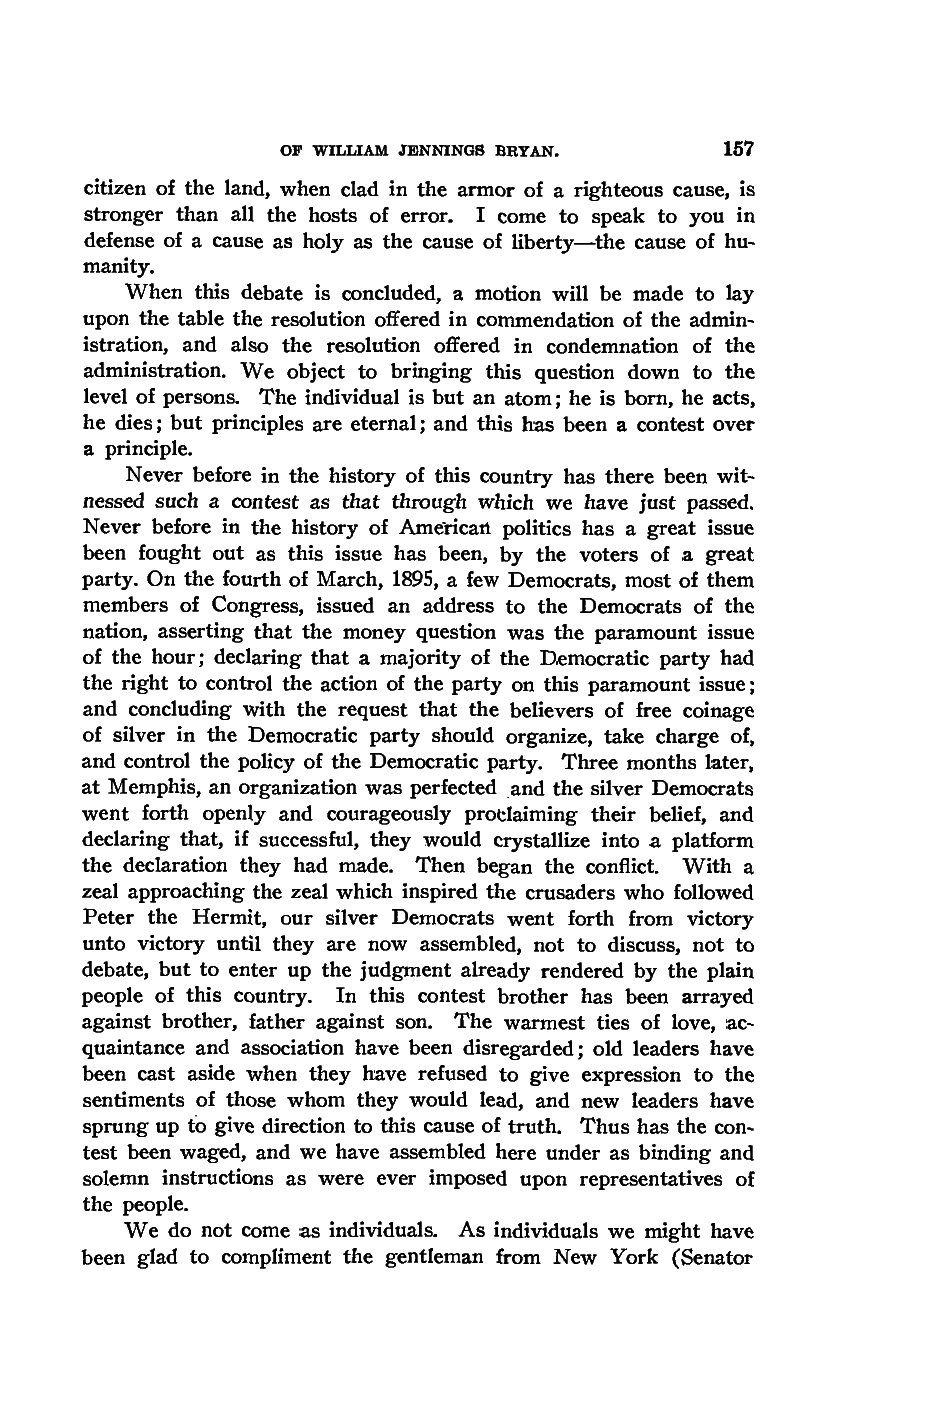 OF WILLIAM JENNINGS BRYAN. 157
citizen of the land, when clad in the armor of a righteous cause, is
stronger than all the hosts of error. I come to speak to you in
defense of a cause as holy as the cause of liberty—the cause of hu-
manity.
When this debate is concluded, a motion will be made to lay
upon the table the resolution offered in commendation of the admin-
istration, and also the resolution offered in condemnation of the
administration. We object to bringing this question down to the
level of persons. The individual is but an atom; he is born, he acts,
he dies; but principles are eternal; and this has been a contest over
a principle.
Never before in the history of this country has there been wit-
nessed such a contest as that through which we have just passed.
Never before in the history of American politics has a great issue
been fought out as this issue has been, by the voters of a great
party. On the fourth of March, 1895, a few Democrats, most of them
members of Congress, issued an address to the Democrats of the
nation, asserting that the money question was the paramount issue
of the hour; declaring that a majority of the Democratic party had
the right to control the action of the party on this paramount issue;
and concluding with the request that the believers of free coinage
of silver in the Democratic party should organize, take charge of,
and control the policy of the Democratic party. Three months later,
at Memphis, an organization was perfected and the silver Democrats
went forth openly and courageously proclaiming their belief, and
declaring that, if successful, they would crystallize into a platform
the declaration they had made. Then began the conflict. With a
zeal approaching the zeal which inspired the crusaders who followed
Peter the Hermit, our silver Democrats went forth from victory
unto victory until they are now assembled, not to discuss, not to
debate, but to enter up the judgment already rendered by the plain
people of this country. In this contest brother has been arrayed
against brother, father against son. The warmest ties of love, ac-
quaintance and association have been disregarded; old leaders have
been cast aside when they have refused to give expression to the
sentiments of those whom they would lead, and new leaders have
sprung up to give direction to this cause of truth. Thus has the con-
test been waged, and we have assembled here under as binding and
solemn instructions as were ever imposed upon representatives of
the people.
We do not come as individuals. As individuals we might have
been glad to compliment the gentleman from New York (Senator